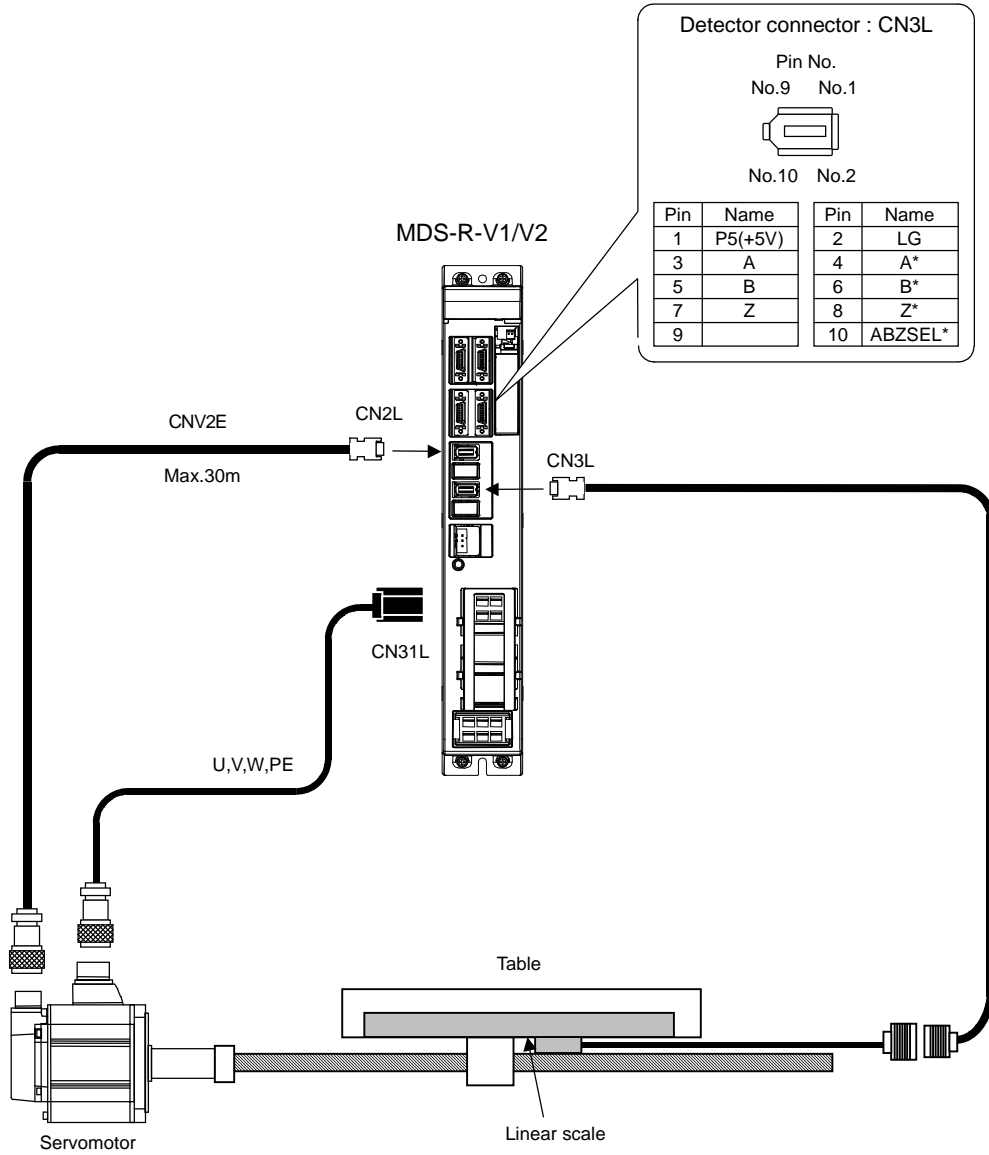 Detector connector : CN3L
Pin No.
No.9 No.1
No.10 No.2
Pin Name Pin Name
1 P5(+5V) 2 LG
3 A 4 A*
5 B 6 B*
7 Z 8 Z*
9 10 ABZSEL*
MDS-R-V1/V2
CNV2E
CN2L
Max.30m
CN3L
CN31L
U,V,W,PE
Table
Linear scale
Servomotor